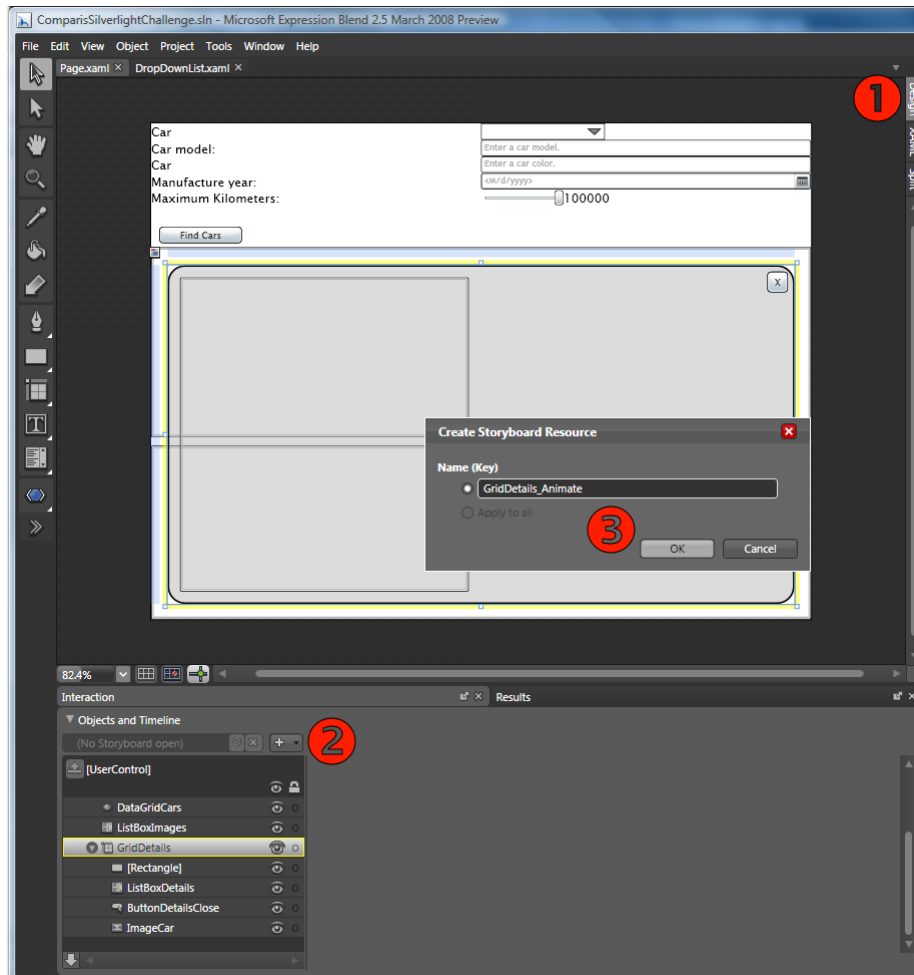 ComparisSilverlightChallenge.sln - Microsoft Expression Blend 2.5 March 2008 Preview
File Edit View Object Project Tools Window Help
Page.xaml × DropDownList.xaml ×
1
Design
XAML
Split
Car
Car model:
Enter a car model.
Car
Enter a car color.
Manufacture year:
<M/d/yyyy>
Maximum Kilometers:
100000
Find Cars
X
Create Storyboard Resource
Name (Key)
GridDetails_Animate
Apply to all
3
OK Cancel
82.4%
Interaction
Results
Objects and Timeline
(No Storyboard open)
2
[UserControl]
DataGridCars
ListBoxImages
GridDetails
[Rectangle]
ListBoxDetails
ButtonDetailsClose
ImageCar